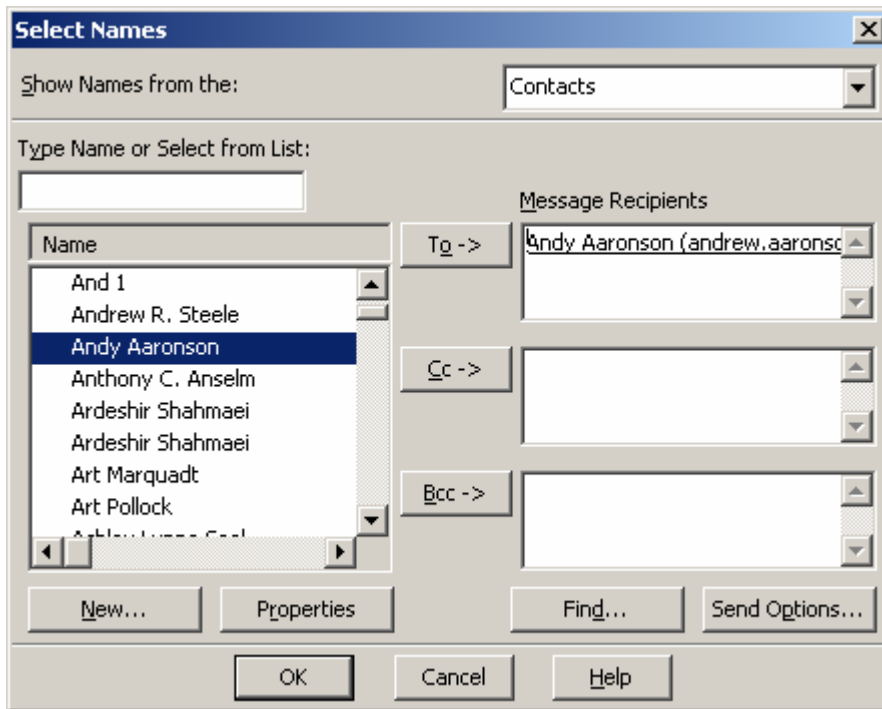 Select Names
Show Names from the:
Contacts
Type Name or Select from List:
Message Recipients
Name
And 1
Andrew R. Steele
Andy Aaronson
Anthony C. Anselm
Ardeshir Shahmaei
Ardeshir Shahmaei
Art Marquadt
Art Pollock
To ->
Andy Aaronson (andrew.aaronsc
Cc ->
Bcc ->
New...
Properties
Find...
Send Options...
OK
Cancel
Help